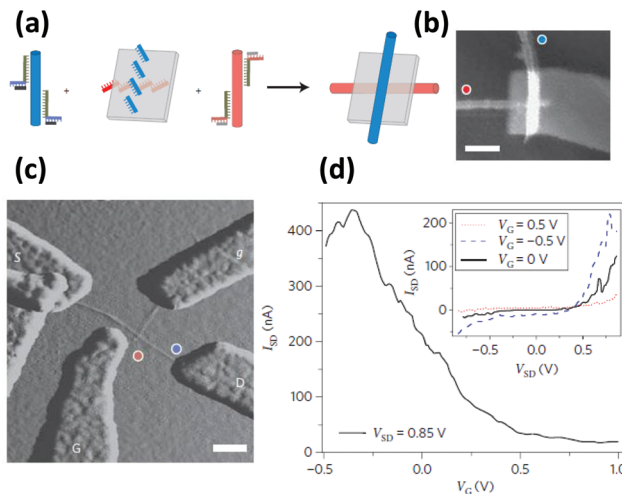 (a)
+
+
(b)
(c)
S
g
D
G
(d)
400
300
200
100
0
I_SD (nA)
−0.5
0.0
0.5
1.0
V_G (V)
V_SD = 0.85 V
200
150
100
50
0
I_SD (nA)
V_G = 0.5 V
V_G = −0.5 V
V_G = 0 V
−0.5
0.0
0.5
V_SD (V)